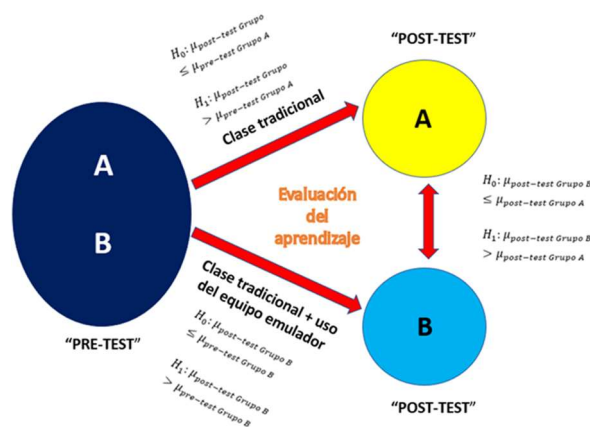 H₀: μpost−test Grupo
≤ μpre−test Grupo A
H₁: μpost−test Grupo
> μpre−test Grupo A
Clase tradicional
"POST-TEST"
A
A
B
"PRE-TEST"
Evaluación
del
aprendizaje
H₀: μpost−test Grupo B
≤ μpost−test Grupo A
H₁: μpost−test Grupo B
> μpost−test Grupo A
Clase tradicional + uso
del equipo emulador
H₀: μpost−test Grupo B
≤ μpre−test Grupo B
H₁: μpost−test Grupo B
> μpre−test Grupo B
B
"POST-TEST"